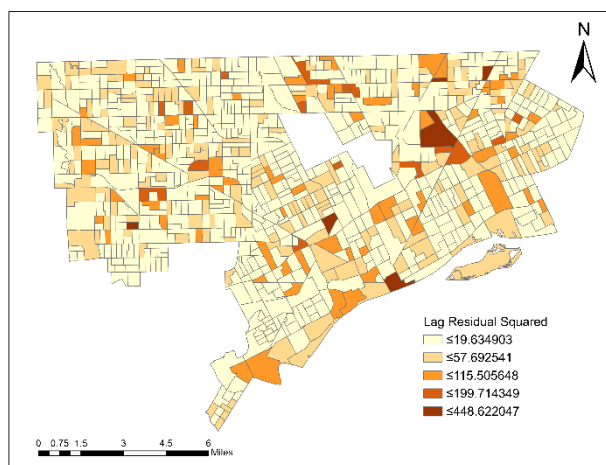 N
Lag Residual Squared
≤19.634903
≤57.692541
≤115.505648
≤199.714349
≤448.622047
0 0.75 1.5 3 4.5 6
Miles